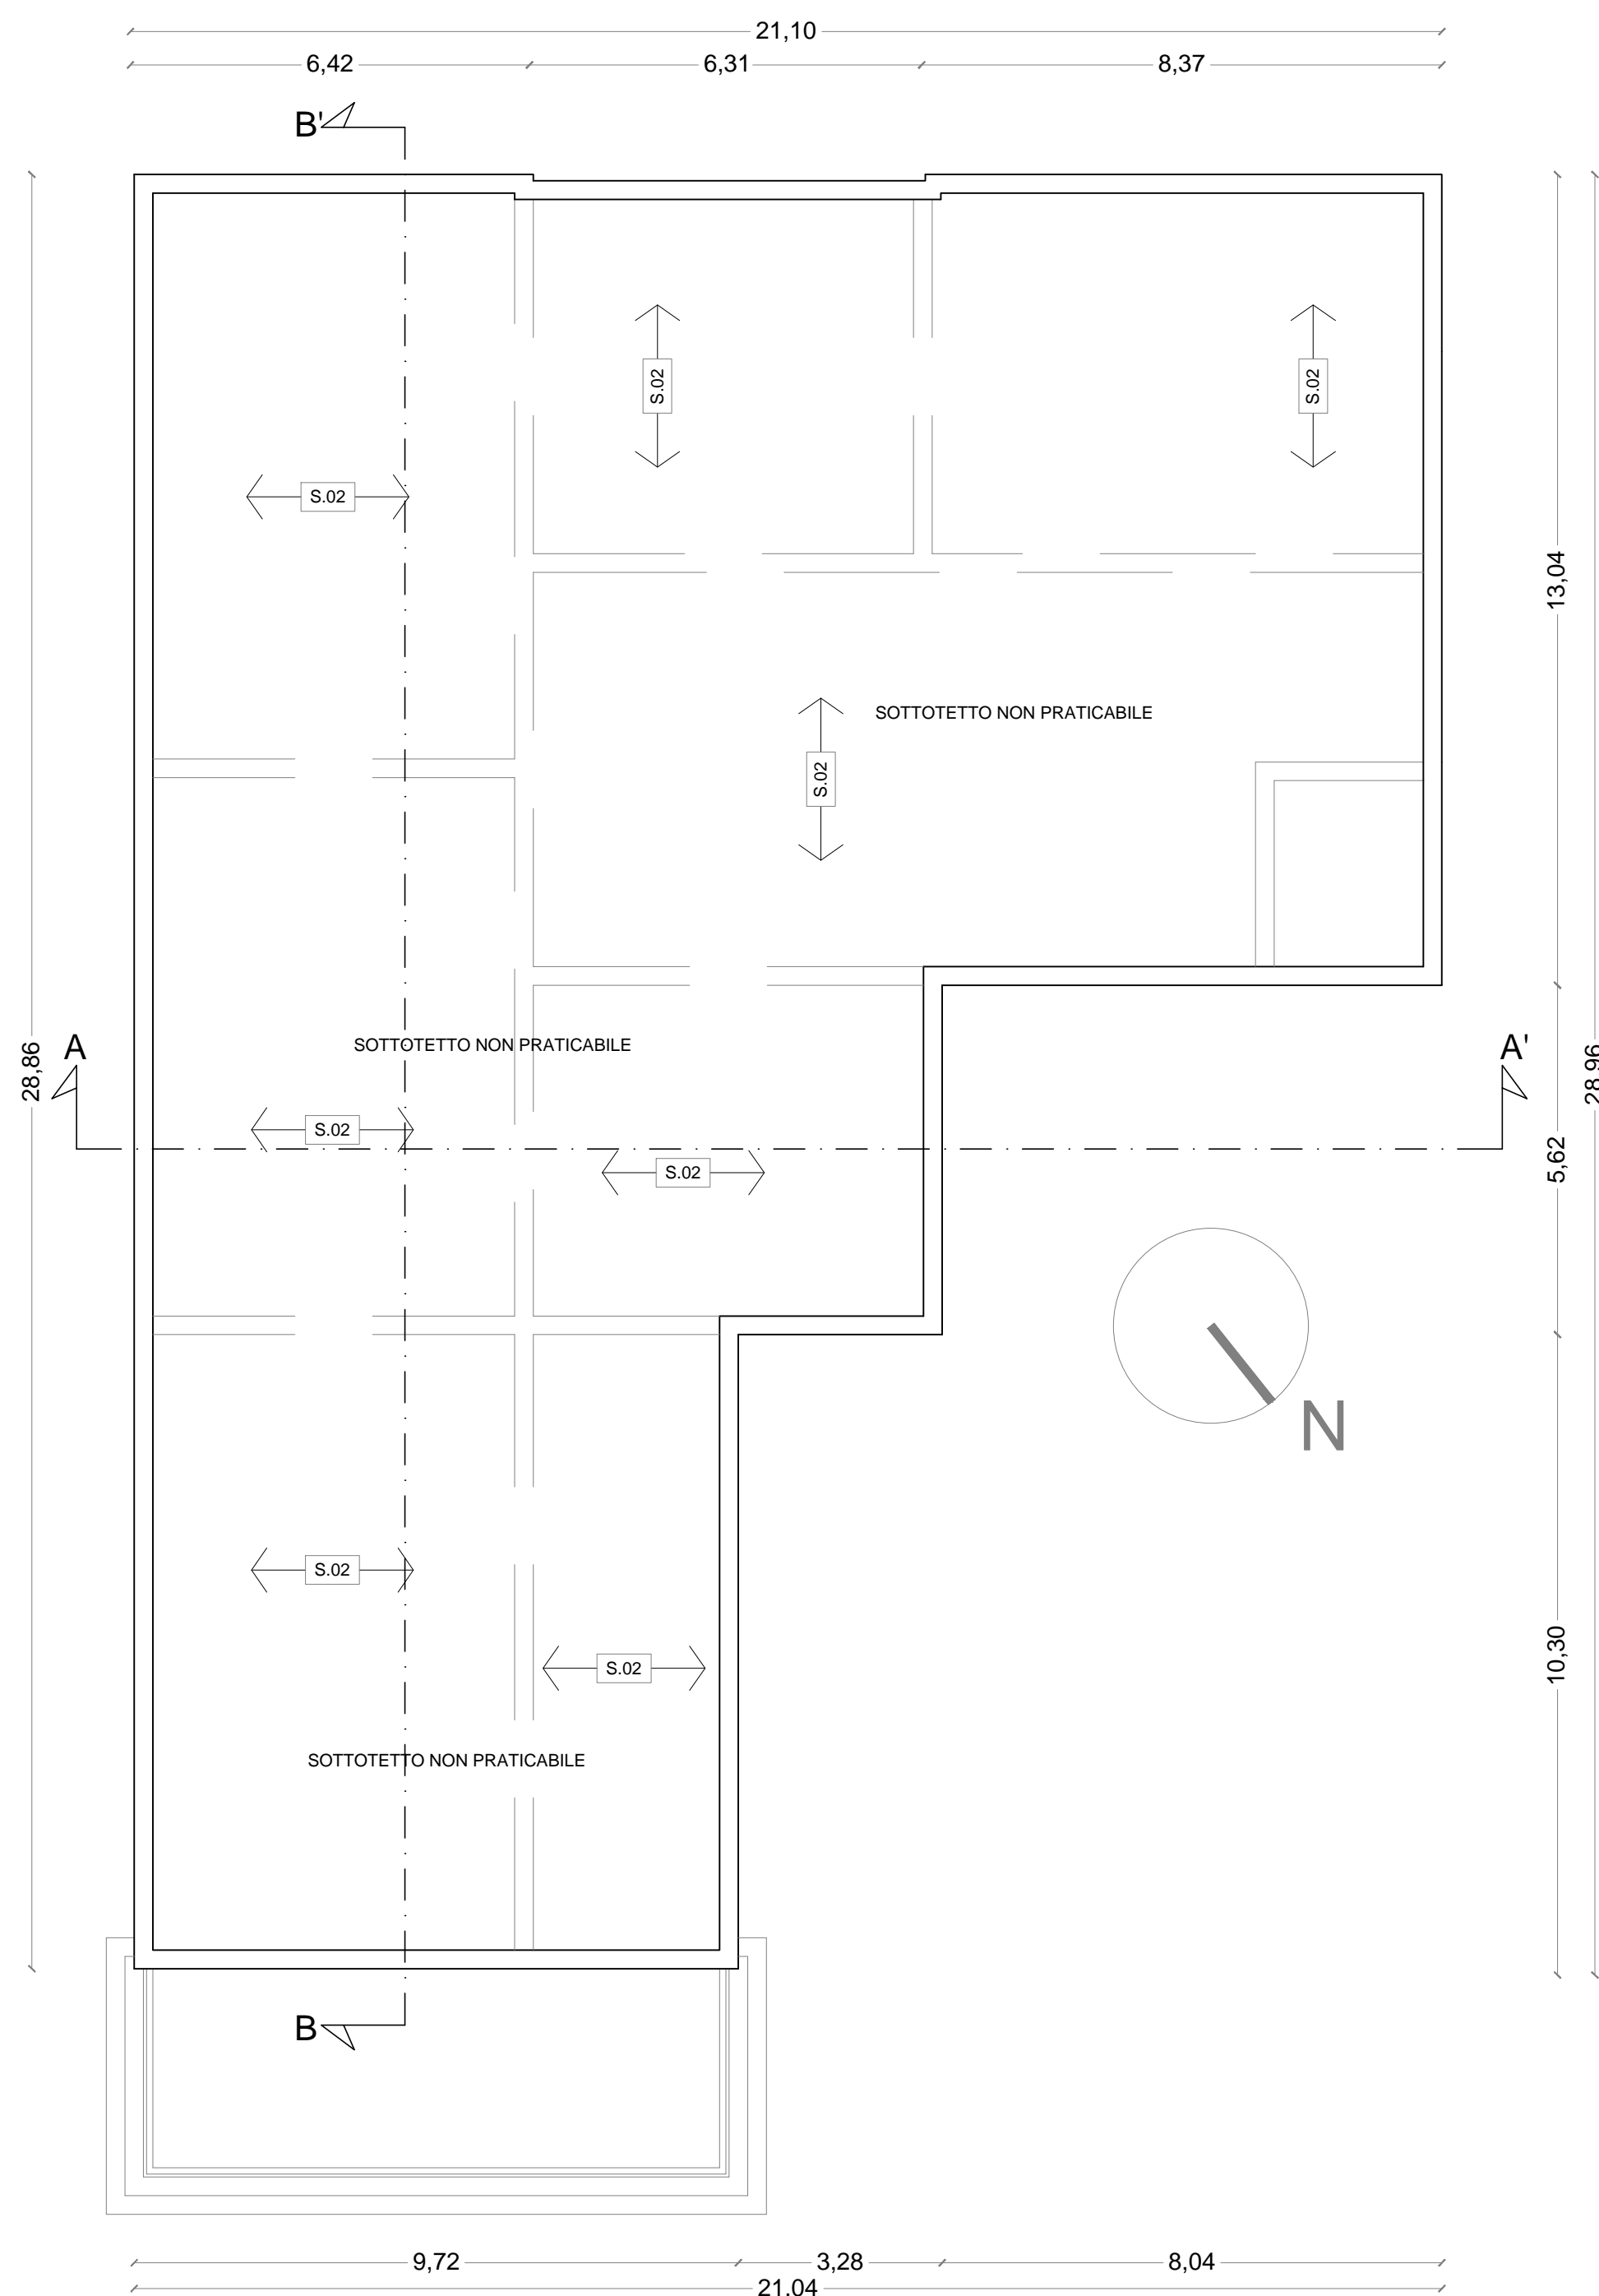 21,10
6,42
6,31
8,37
B'
S.02
S.02
S.02
13,04
SOTTOTETTO NON PRATICABILE
S.02
28,86
A
SOTTOTETTO NON PRATICABILE
A'
28,96
S.02
S.02
5,62
N
S.02
10,30
S.02
SOTTOTETTO NON PRATICABILE
B
9,72
3,28
8,04
21,04